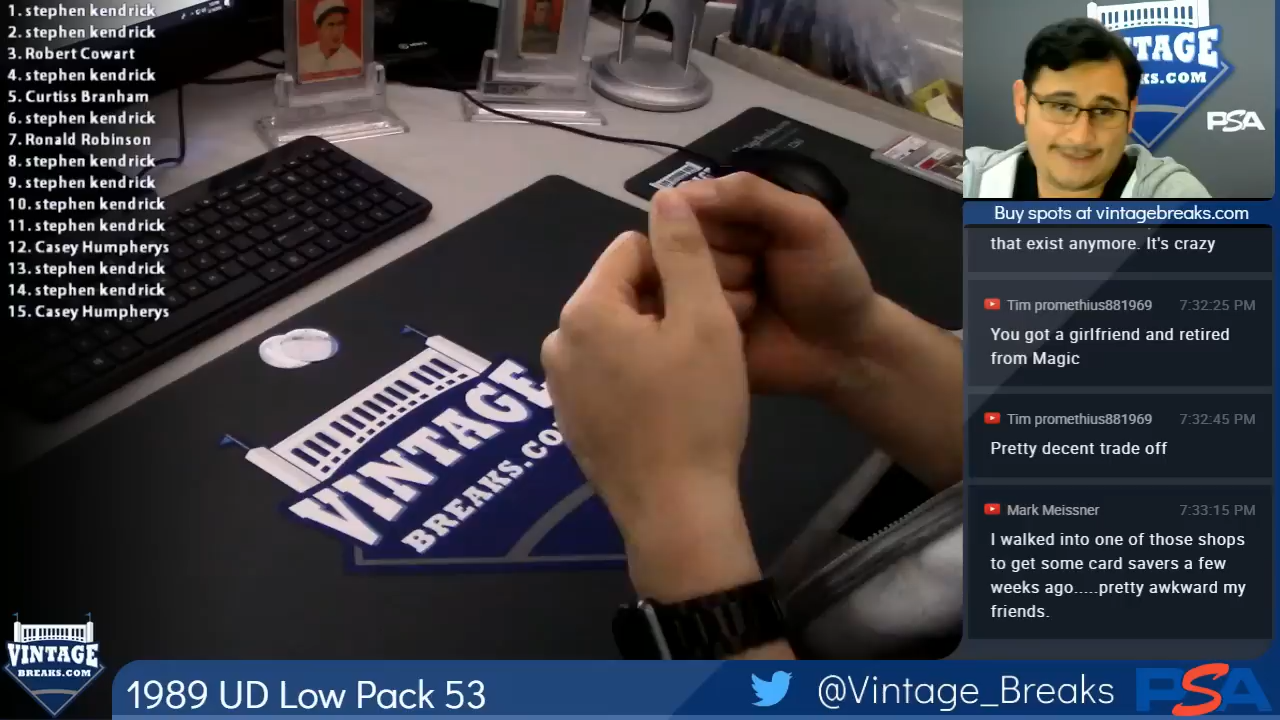 1. stephen kendrick
2. stephen kendrick
3. Robert Cowart
4. stephen kendrick
5. Curtiss Branham
6. stephen kendrick
7. Ronald Robinson
8. stephen kendrick
9. stephen kendrick
10. stephen kendrick
11. stephen kendrick
12. Casey Humpherys
13. stephen kendrick
14. stephen kendrick
15. Casey Humpherys
VINTAGE
BREAKS.CO
NTAGE
KS.COM
PSA
Buy spots at vintagebreaks.com
that exist anymore. It's crazy
Tim promethius881969 7:32:25 PM
You got a girlfriend and retired
from Magic
Tim promethius881969 7:32:45 PM
Pretty decent trade off
Mark Meissner 7:33:15 PM
I walked into one of those shops
to get some card savers a few
weeks ago.....pretty awkward my
friends.
VINTAGE
BREAKS.COM
1989 UD Low Pack 53
@Vintage_Breaks
PSA